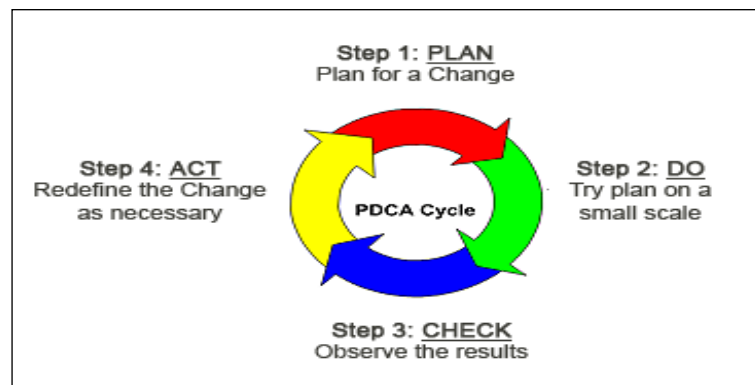 Step 1: PLAN
Plan for a Change
Step 4: ACT
Redefine the Change
as necessary
PDCA Cycle
Step 2: DO
Try plan on a
small scale
Step 3: CHECK
Observe the results